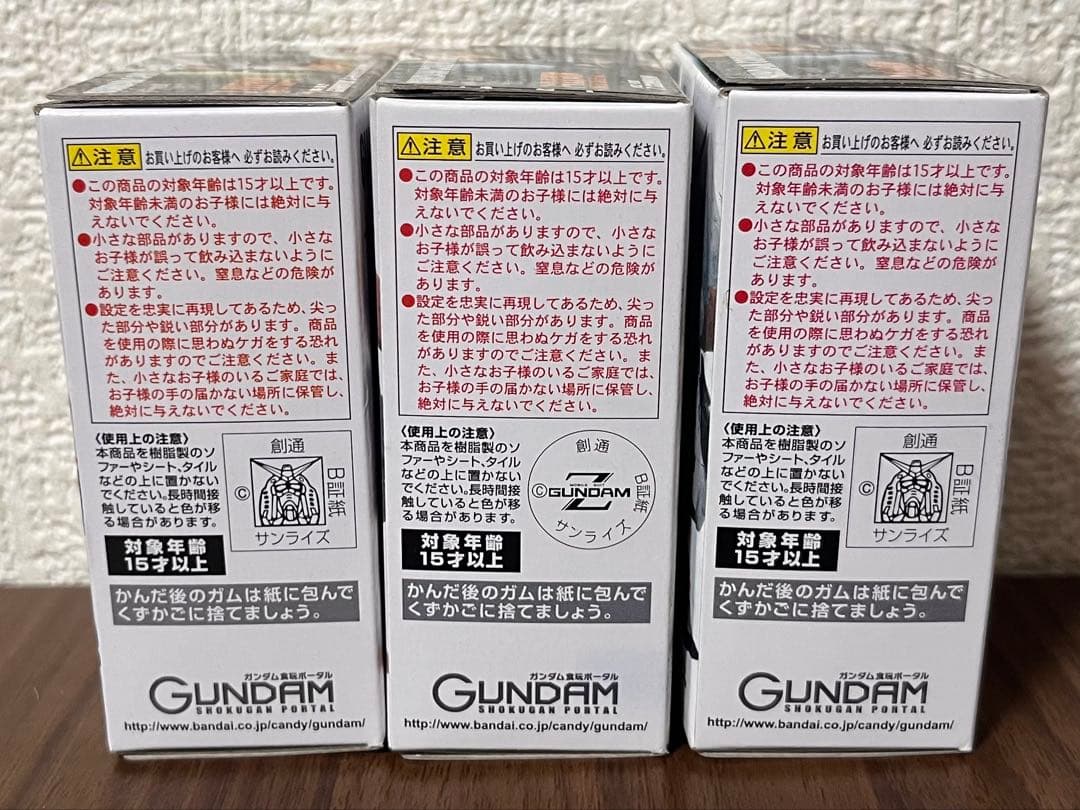 注意 お買い上げのお客様へ 必ずお読みください。
●この商品の対象年齢は15才以上です。
対象年齢未満のお子様には絶対に与
えないでください。
●小さな部品がありますので、小さな
お子様が誤って飲み込まないように
ご注意ください。窒息などの危険が
あります。
●設定を忠実に再現してあるため、尖っ
た部分や鋭い部分があります。商品
を使用の際に思わぬケガをする恐れ
がありますのでご注意ください。ま
た、小さなお子様のいるご家庭では、
お子様の手の届かない場所に保管し、
絶対に与えないでください。
〈使用上の注意〉
本商品を樹脂製のソ
ファーやシート、タイル
などの上に置かない
でください。長時間接
触していると色が移
る場合があります。
創通
©
B証紙
サンライズ
対象年齢
15才以上
かんだ後のガムは紙に包んで
くずかごに捨てましょう。
ガンダム食玩ポータル
GUNDAM
SHOKUGAN PORTAL
http://www.bandai.co.jp/candy/gundam/
注意 お買い上げのお客様へ 必ずお読みください。
●この商品の対象年齢は15才以上です。
対象年齢未満のお子様には絶対に与
えないでください。
●小さな部品がありますので、小さな
お子様が誤って飲み込まないように
ご注意ください。窒息などの危険が
あります。
●設定を忠実に再現してあるため、尖っ
た部分や鋭い部分があります。商品
を使用の際に思わぬケガをする恐れ
がありますのでご注意ください。ま
た、小さなお子様のいるご家庭では、
お子様の手の届かない場所に保管し、
絶対に与えないでください。
〈使用上の注意〉
本商品を樹脂製のソ
ファーやシート、タイル
などの上に置かない
でください。長時間接
触していると色が移
る場合があります。
創通
MOBILE SUIT
Z
©GUNDAM
B証紙
サンライズ
対象年齢
15才以上
かんだ後のガムは紙に包んで
くずかごに捨てましょう。
ガンダム食玩ポータル
GUNDAM
SHOKUGAN PORTAL
http://www.bandai.co.jp/candy/gundam/
注意 お買い上げのお客様へ 必ずお読みください。
●この商品の対象年齢は15才以上です。
対象年齢未満のお子様には絶対に与
えないでください。
●小さな部品がありますので、小さな
お子様が誤って飲み込まないように
ご注意ください。窒息などの危険が
あります。
●設定を忠実に再現してあるため、尖っ
た部分や鋭い部分があります。商品
を使用の際に思わぬケガをする恐れ
がありますのでご注意ください。また、
小さなお子様のいるご家庭では、
お子様の手の届かない場所に保管し、
絶対に与えないでください。
〈使用上の注意〉
本商品を樹脂製のソ
ファーやシート、タイル
などの上に置かない
でください。長時間接
触していると色が移
る場合があります。
創通
©
B証紙
サンライズ
対象年齢
15才以上
かんだ後のガムは紙に包んで
くずかごに捨てましょう。
ガンダム食玩ポータル
GUNDAM
SHOKUGAN PORTAL
http://www.bandai.co.jp/candy/gundam/